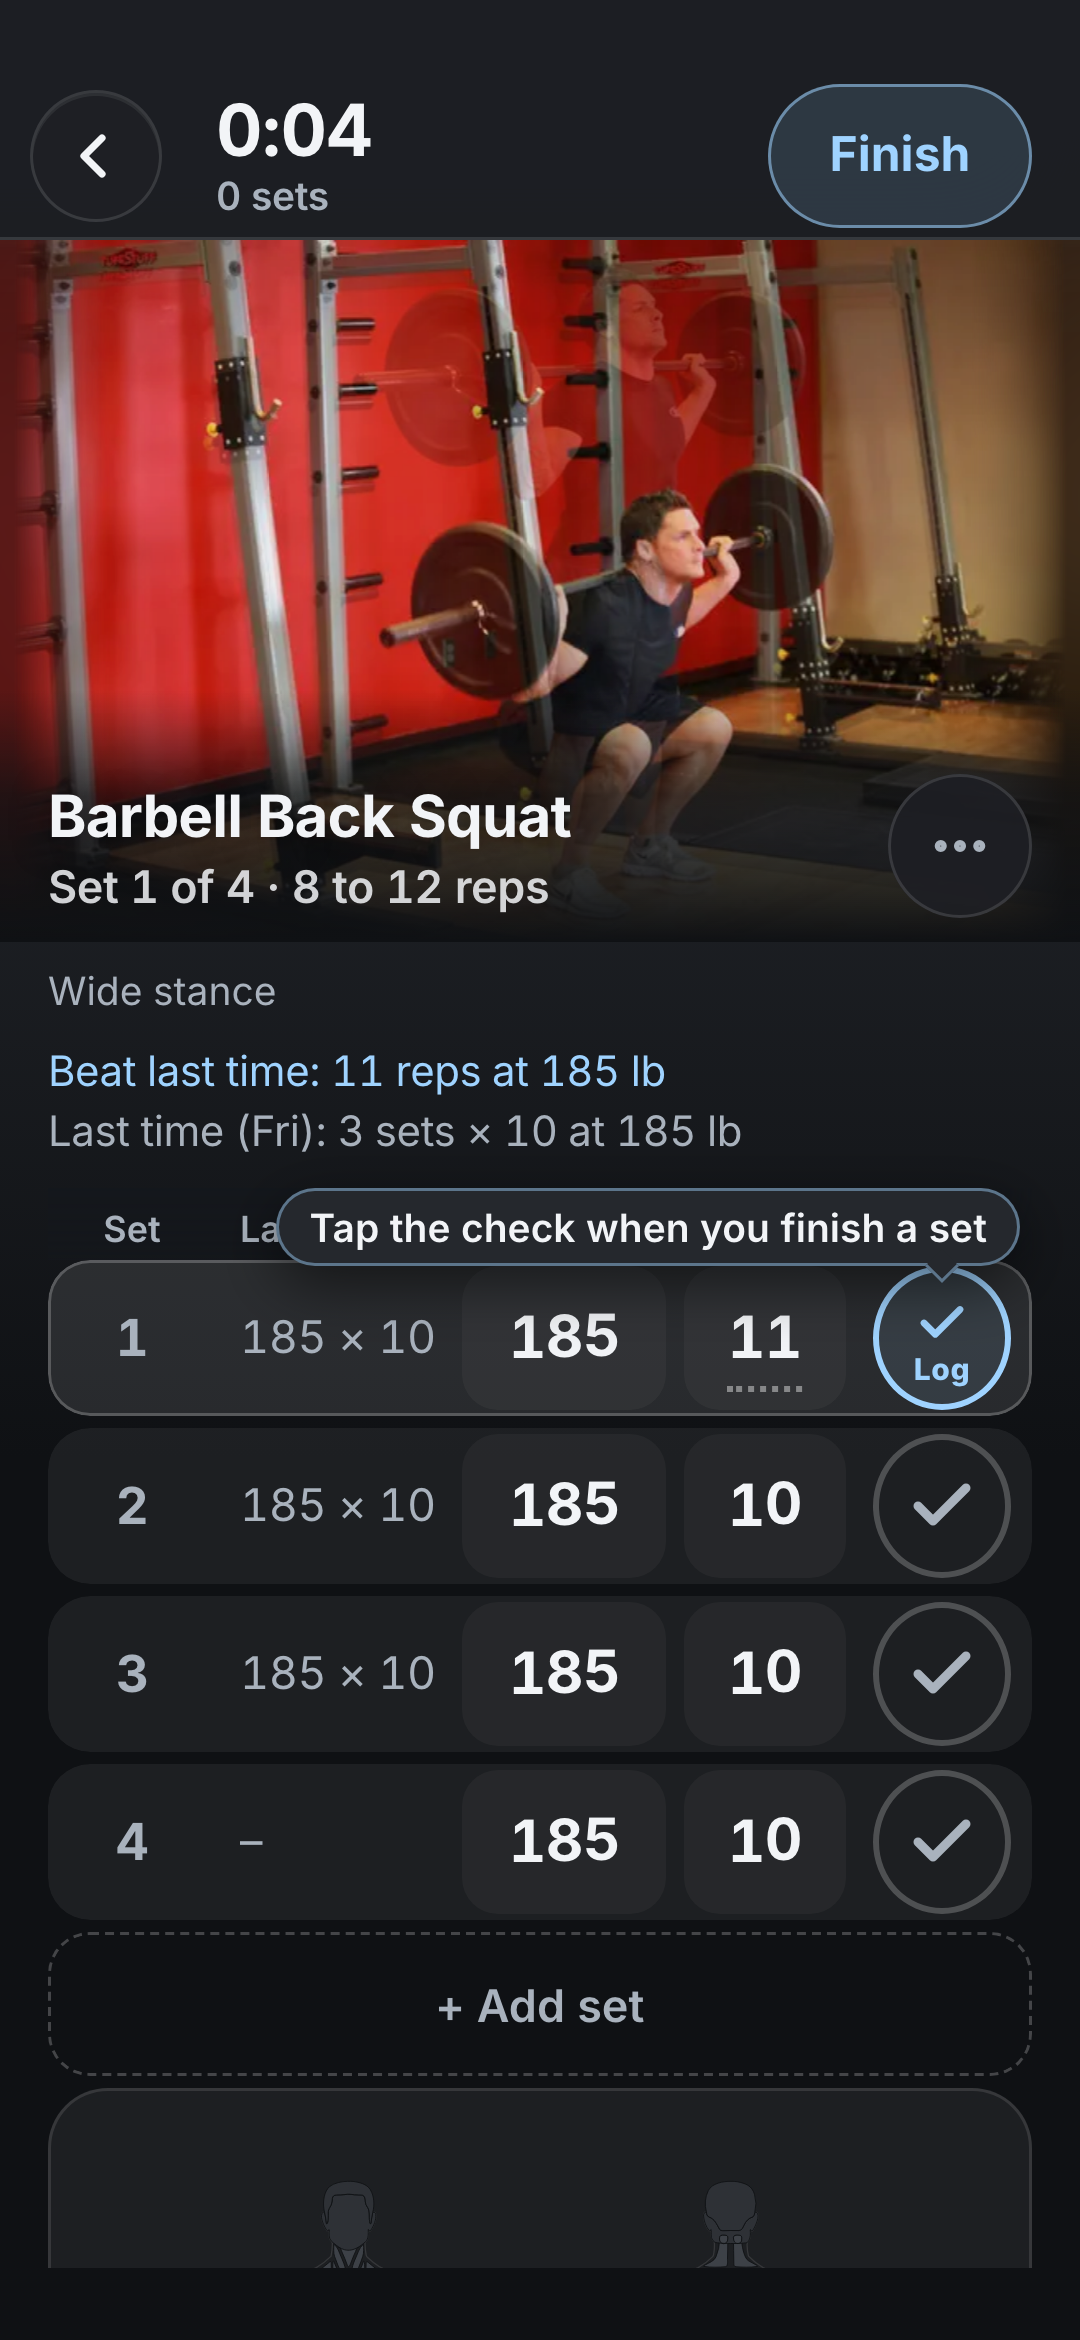 0:04
0 sets
Finish
Barbell Back Squat
Set 1 of 4 · 8 to 12 reps
Wide stance
Beat last time: 11 reps at 185 lb
Last time (Fri): 3 sets × 10 at 185 lb
Set
Tap the check when you finish a set
1 185 × 10 185 11 Log
2 185 × 10 185 10
3 185 × 10 185 10
4 – 185 10
+ Add set